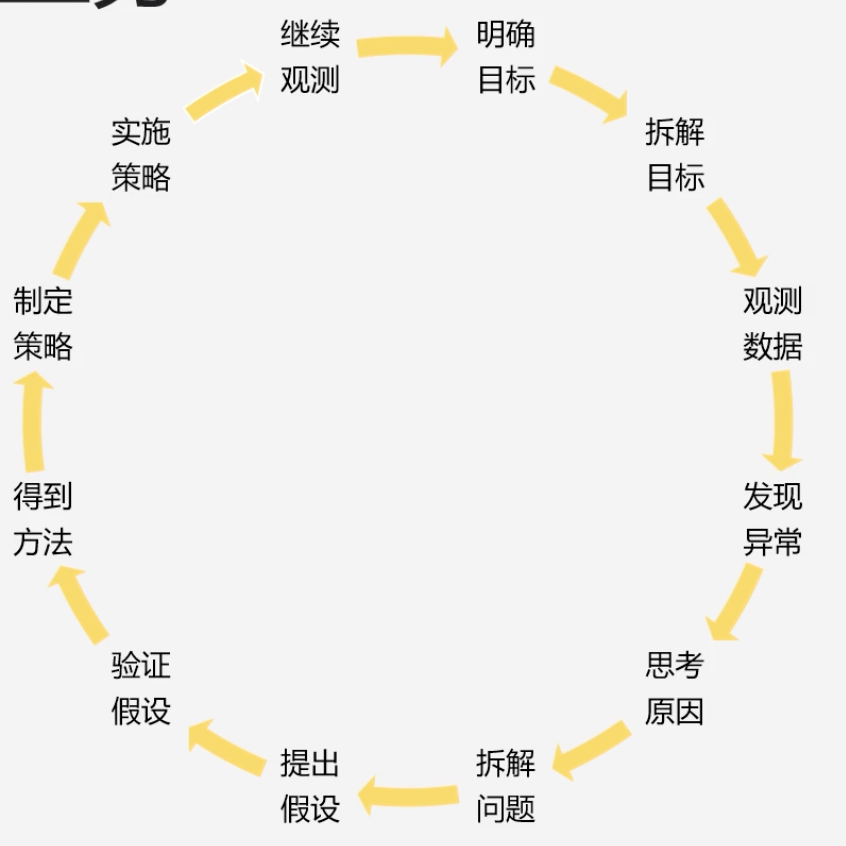 继续
观测
明确
目标
拆解
目标
观测
数据
发现
异常
思考
原因
拆解
问题
提出
假设
验证
假设
得到
方法
制定
策略
实施
策略